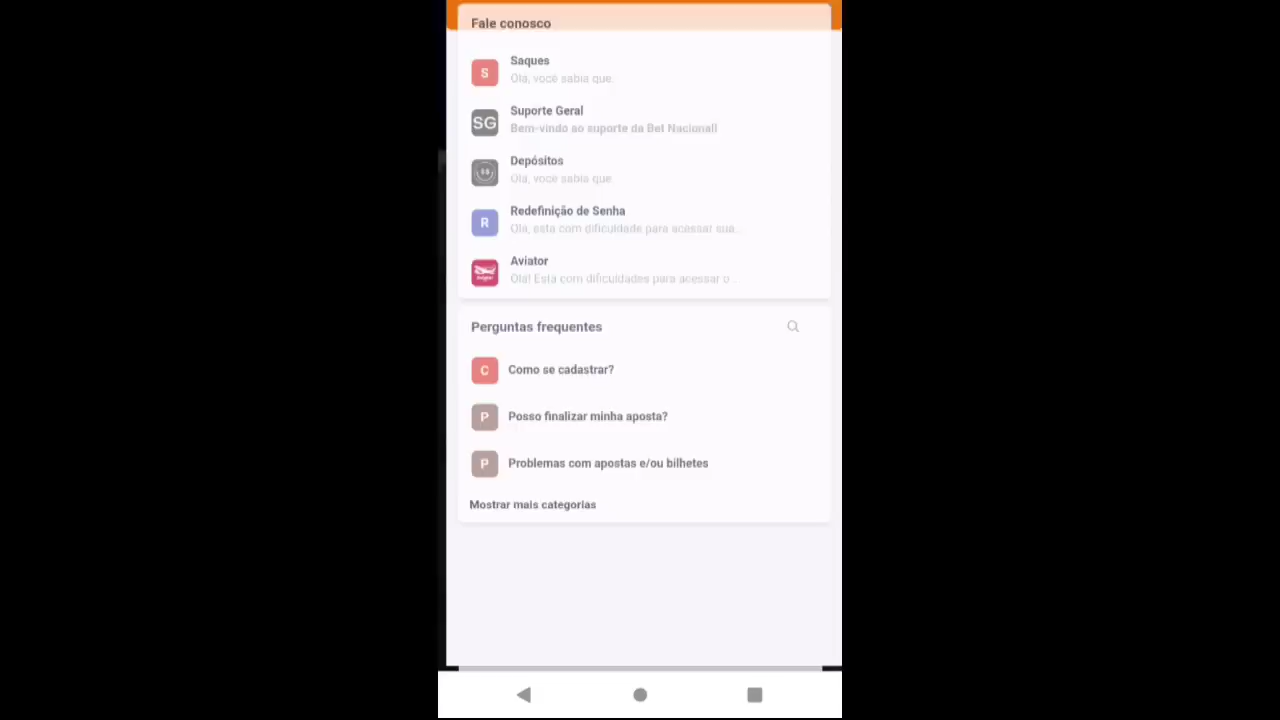 Fale conosco
S
Saques
Olá, você sabia que
SG
Suporte Geral
Bem-vindo ao suporte da Bet Nacional!
Depósitos
Olá, você sabia que
R
Redefinição de Senha
Olá, está com dificuldade para acessar sua...
Aviator
Olá! Está com dificuldades para acessar o ...
Perguntas frequentes
C
Como se cadastrar?
P
Posso finalizar minha aposta?
P
Problemas com apostas e/ou bilhetes
Mostrar mais categorias